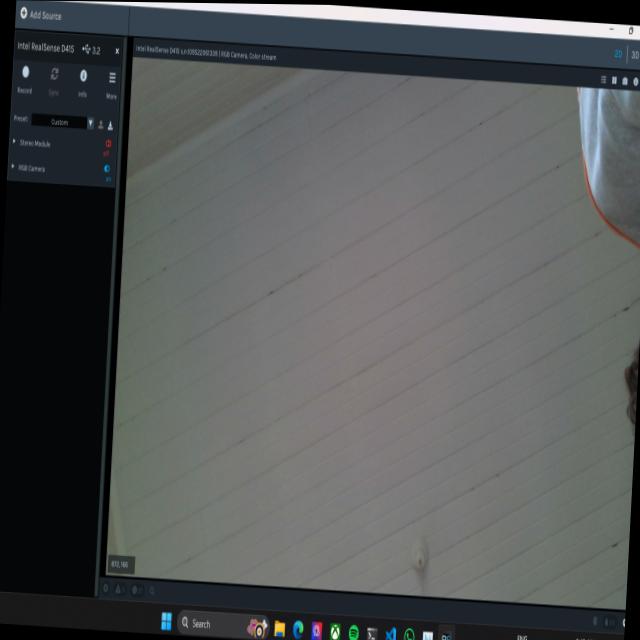 Add Source
Intel RealSense D415 3.2 x
2D 3D
Record Sync Info More
Preset: Custom
Stereo Module
RGB Camera
Search
ENG